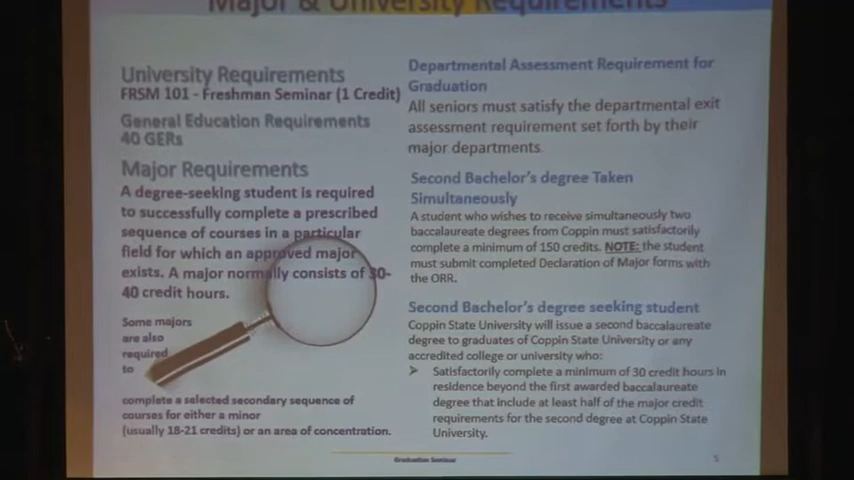 Major & University Requirements
University Requirements
FRSM 101 - Freshman Seminar (1 Credit)
General Education Requirements
40 GERs
Major Requirements
A degree-seeking student is required
to successfully complete a prescribed
sequence of courses in a particular
field for which an approved major
exists. A major normally consists of 30-
40 credit hours.
Some majors
are also
required
to
complete a selected secondary sequence of
courses for either a minor
(usually 18-21 credits) or an area of concentration.
Departmental Assessment Requirement for
Graduation
All seniors must satisfy the departmental exit
assessment requirement set forth by their
major departments
Second Bachelor's degree Taken
Simultaneously
A student who wishes to receive simultaneously two
baccalaureate degrees from Coppin must satisfactorily
complete a minimum of 150 credits. NOTE: the student
must submit completed Declaration of Major forms with
the ORR.
Second Bachelor's degree seeking student
Coppin State University will issue a second baccalaureate
degree to graduates of Coppin State University or any
accredited college or university who:
➤ Satisfactorily complete a minimum of 30 credit hours in
residence beyond the first awarded baccalaureate
degree that include at least half of the major credit
requirements for the second degree at Coppin State
University.
Graduation Seminar
5